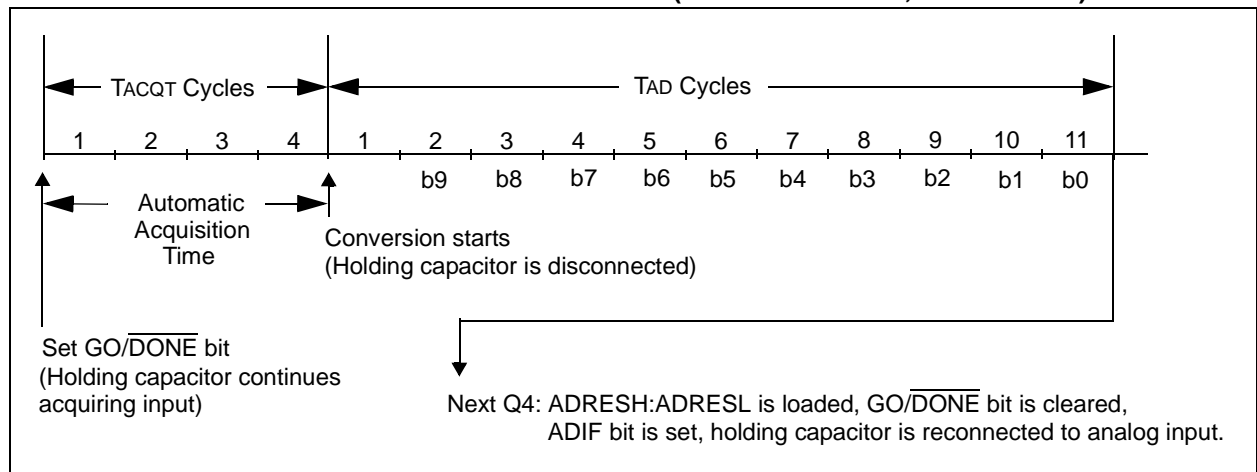 TACQT Cycles
TAD Cycles
1 2 3 4 1 2 3 4 5 6 7 8 9 10 11
b9 b8 b7 b6 b5 b4 b3 b2 b1 b0
Automatic
Acquisition
Time
Conversion starts
(Holding capacitor is disconnected)
Set GO/DONE bit
(Holding capacitor continues
acquiring input)
Next Q4: ADRESH:ADRESL is loaded, GO/DONE bit is cleared,
ADIF bit is set, holding capacitor is reconnected to analog input.